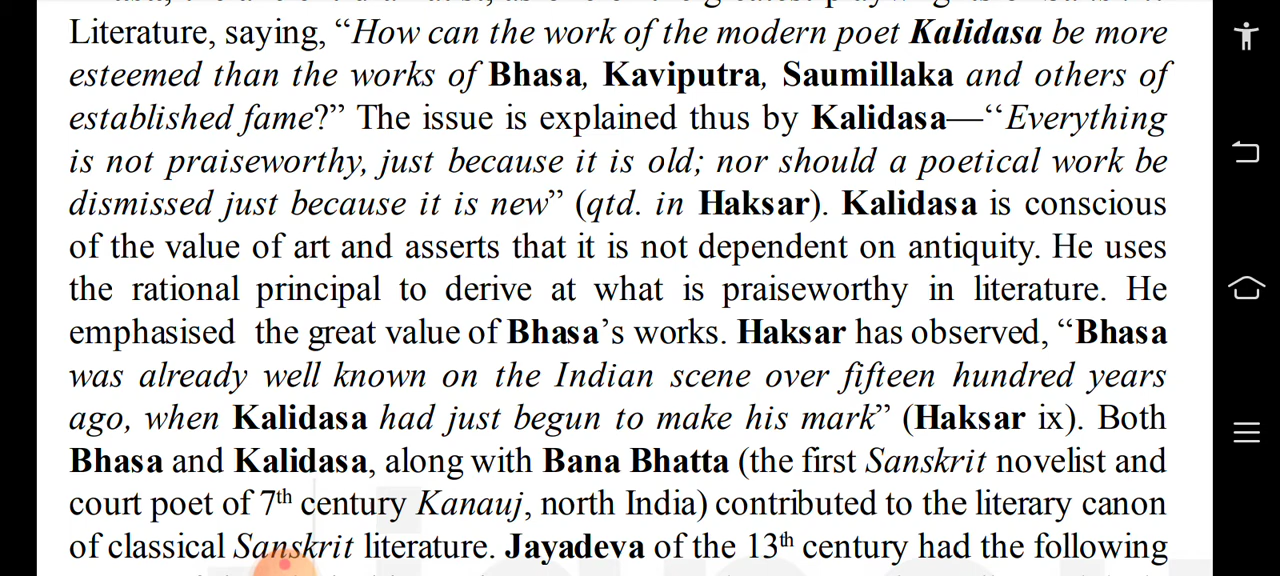 Literature, saying, “How can the work of the modern poet Kalidasa be more
esteemed than the works of Bhasa, Kaviputra, Saumillaka and others of
established fame?” The issue is explained thus by Kalidasa—“Everything
is not praiseworthy, just because it is old; nor should a poetical work be
dismissed just because it is new” (qtd. in Haksar). Kalidasa is conscious
of the value of art and asserts that it is not dependent on antiquity. He uses
the rational principal to derive at what is praiseworthy in literature. He
emphasised the great value of Bhasa’s works. Haksar has observed, “Bhasa
was already well known on the Indian scene over fifteen hundred years
ago, when Kalidasa had just begun to make his mark” (Haksar ix). Both
Bhasa and Kalidasa, along with Bana Bhatta (the first Sanskrit novelist and
court poet of 7th century Kanauj, north India) contributed to the literary canon
of classical Sanskrit literature. Jayadeva of the 13th century had the following